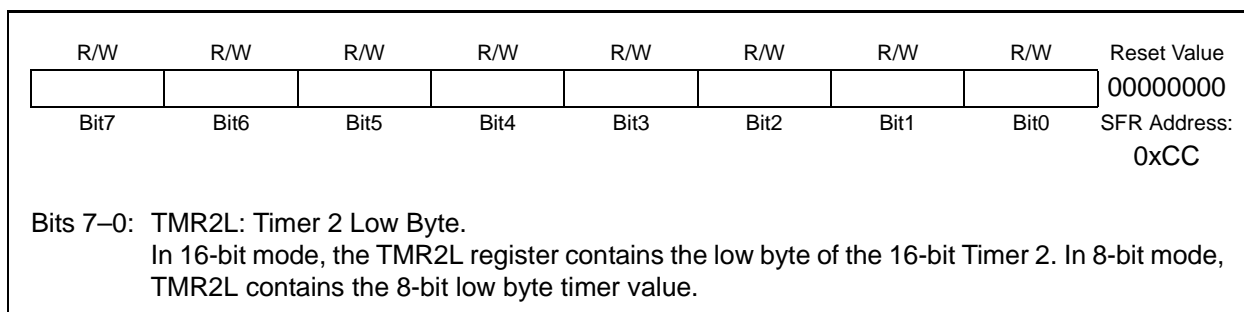 R/W R/W R/W R/W R/W R/W R/W R/W Reset Value
00000000
Bit7 Bit6 Bit5 Bit4 Bit3 Bit2 Bit1 Bit0 SFR Address:
0xCC
Bits 7–0: TMR2L: Timer 2 Low Byte.
In 16-bit mode, the TMR2L register contains the low byte of the 16-bit Timer 2. In 8-bit mode,
TMR2L contains the 8-bit low byte timer value.